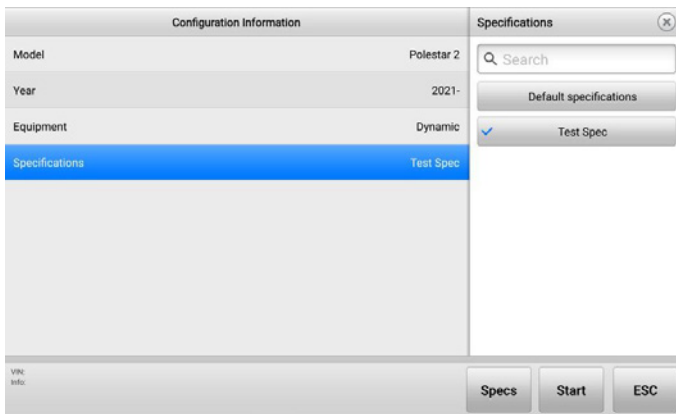 Configuration Information
Model Polestar 2
Year 2021-
Equipment Dynamic
Specifications Test Spec
Specifications
Search
Default specifications
Test Spec
VIN:
Info:
Specs Start ESC